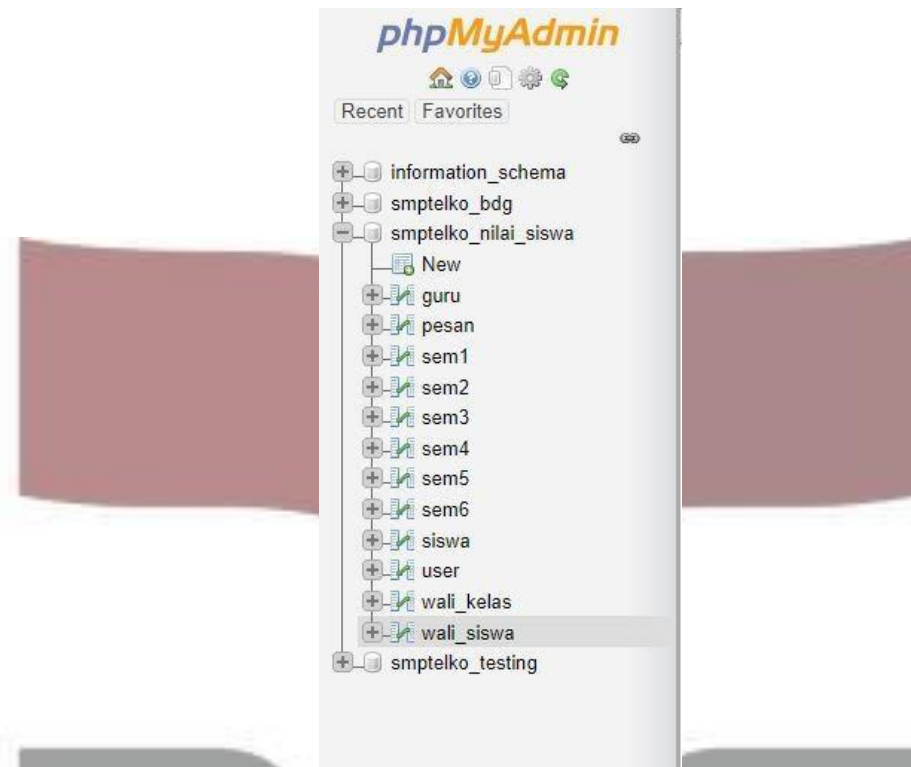 phpMyAdmin
Recent Favorites
information_schema
smptelko_bdg
smptelko_nilai_siswa
New
guru
pesan
sem1
sem2
sem3
sem4
sem5
sem6
siswa
user
wali_kelas
wali_siswa
smptelko_testing